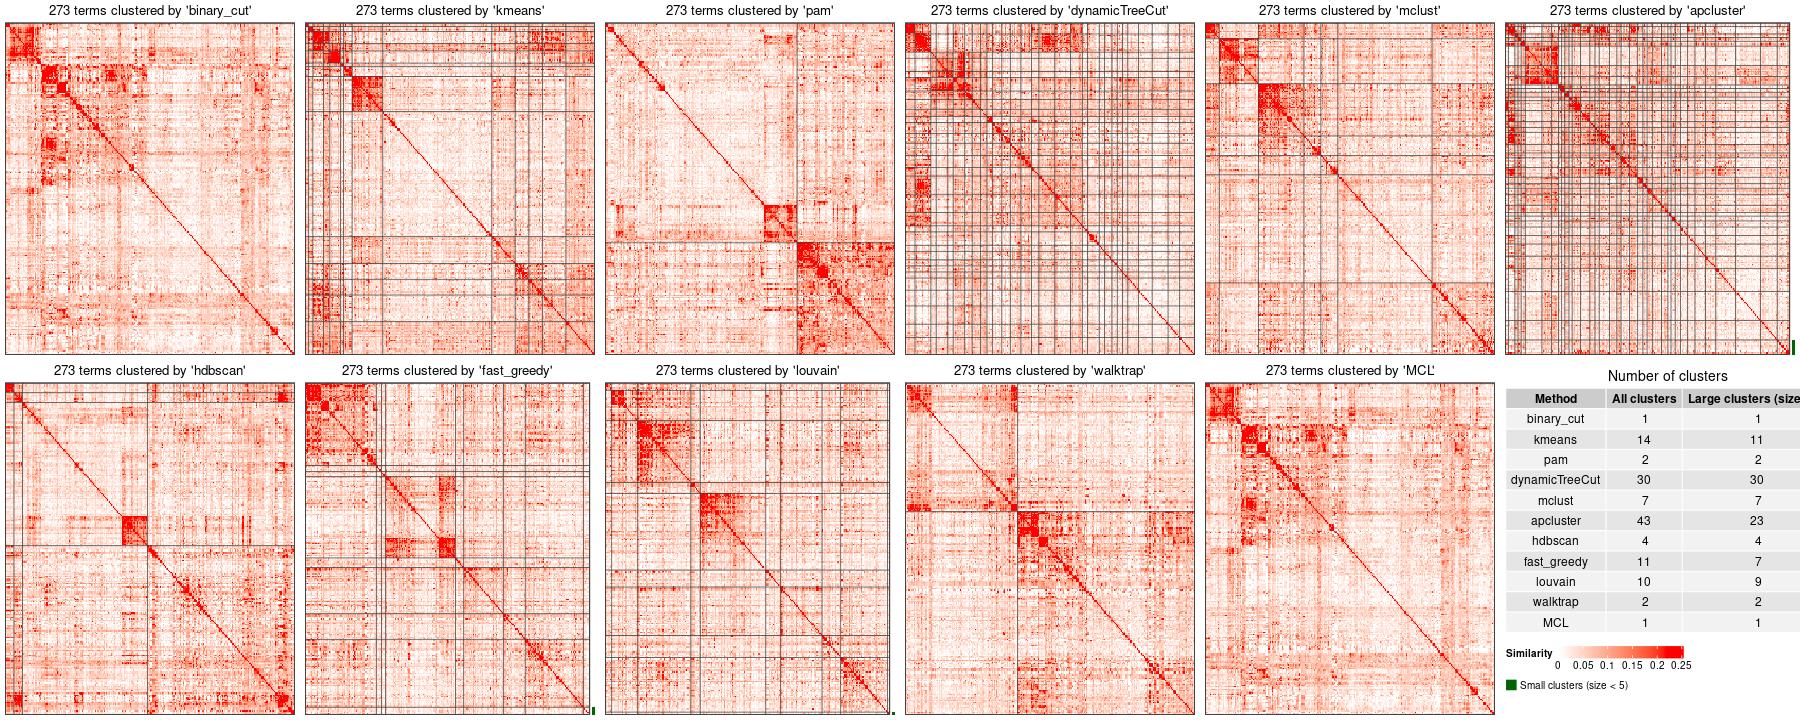 273 terms clustered by 'binary_cut'
273 terms clustered by 'kmeans'
273 terms clustered by 'pam'
273 terms clustered by 'dynamicTreeCut'
273 terms clustered by 'mclust'
273 terms clustered by 'apcluster'
273 terms clustered by 'hdbscan'
273 terms clustered by 'fast_greedy'
273 terms clustered by 'louvain'
273 terms clustered by 'walktrap'
273 terms clustered by 'MCL'
Number of clusters
Method All clusters Large clusters (size
binary_cut 1 1
kmeans 14 11
pam 2 2
dynamicTreeCut 30 30
mclust 7 7
apcluster 43 23
hdbscan 4 4
fast_greedy 11 7
louvain 10 9
walktrap 2 2
MCL 1 1
Similarity
0 0.05 0.1 0.15 0.2 0.25
Small clusters (size < 5)